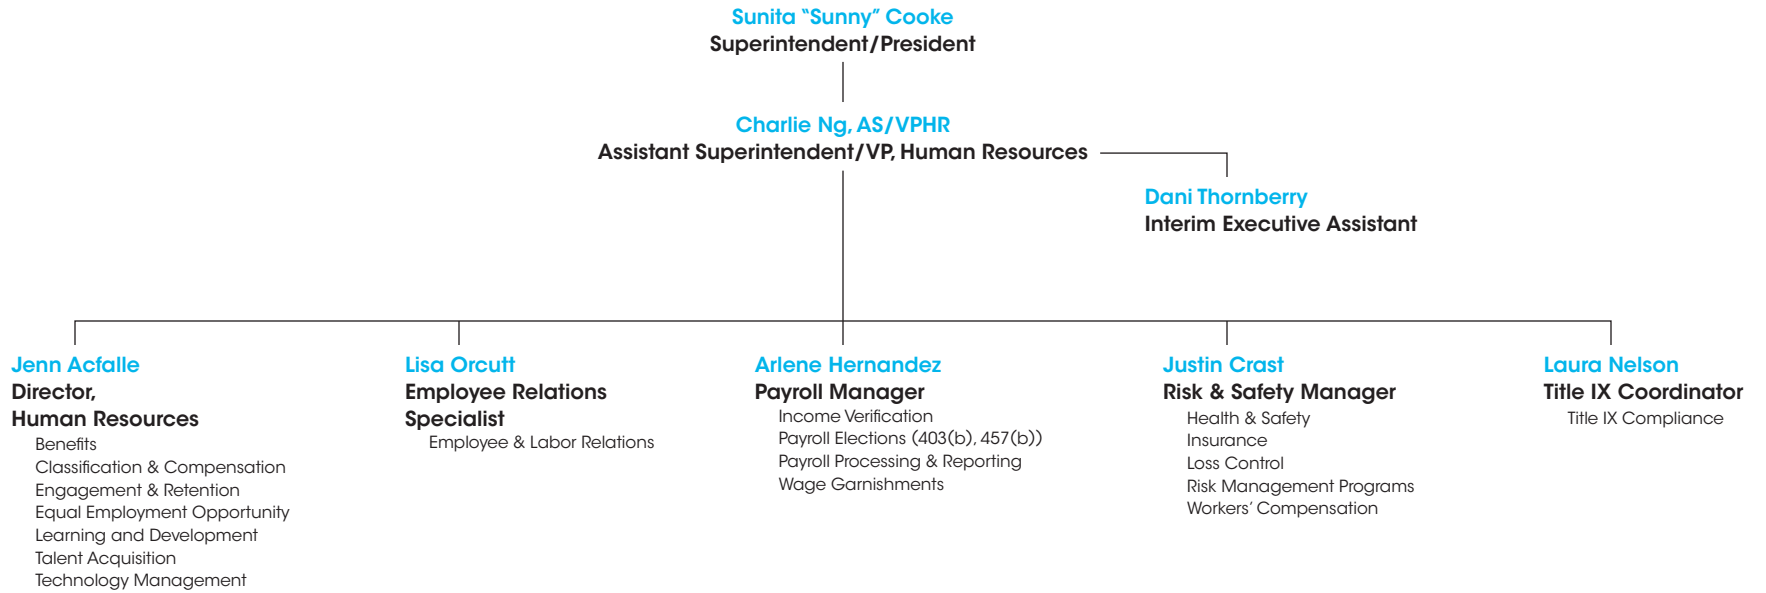 Sunita “Sunny” Cooke
Superintendent/President
Charlie Ng, AS/VPHR
Assistant Superintendent/VP, Human Resources
Dani Thornberry
Interim Executive Assistant
Jenn Acfalle
Director,
Human Resources
Benefits
Classification & Compensation
Engagement & Retention
Equal Employment Opportunity
Learning and Development
Talent Acquisition
Technology Management
Lisa Orcutt
Employee Relations
Specialist
Employee & Labor Relations
Arlene Hernandez
Payroll Manager
Income Verification
Payroll Elections (403(b), 457(b))
Payroll Processing & Reporting
Wage Garnishments
Justin Crast
Risk & Safety Manager
Health & Safety
Insurance
Loss Control
Risk Management Programs
Workers’ Compensation
Laura Nelson
Title IX Coordinator
Title IX Compliance